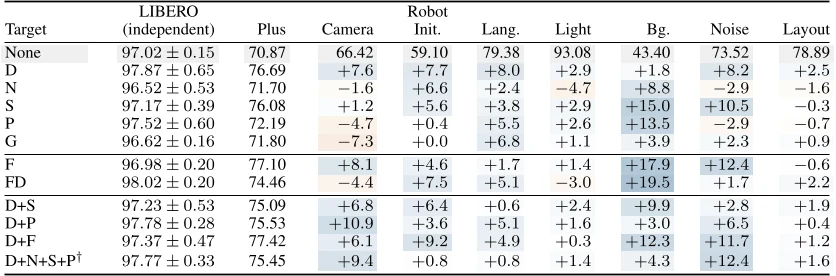 LIBERO Robot
Target (independent) Plus Camera Init. Lang. Light Bg. Noise Layout
None 97.02 ± 0.15 70.87 66.42 59.10 79.38 93.08 43.40 73.52 78.89
D 97.87 ± 0.65 76.69 +7.6 +7.7 +8.0 +2.9 +1.8 +8.2 +2.5
N 96.52 ± 0.53 71.70 −1.6 +6.6 +2.4 −4.7 +8.8 −2.9 −1.6
S 97.17 ± 0.39 76.08 +1.2 +5.6 +3.8 +2.9 +15.0 +10.5 −0.3
P 97.52 ± 0.60 72.19 −4.7 +0.4 +5.5 +2.6 +13.5 −2.9 −0.7
G 96.62 ± 0.16 71.80 −7.3 +0.0 +6.8 +1.1 +3.9 +2.3 +0.9
F 96.98 ± 0.20 77.10 +8.1 +4.6 +1.7 +1.4 +17.9 +12.4 −0.6
FD 98.02 ± 0.20 74.46 −4.4 +7.5 +5.1 −3.0 +19.5 +1.7 +2.2
D+S 97.23 ± 0.53 75.09 +6.8 +6.4 +0.6 +2.4 +9.9 +2.8 +1.9
D+P 97.78 ± 0.28 75.53 +10.9 +3.6 +5.1 +1.6 +3.0 +6.5 +0.4
D+F 97.37 ± 0.47 77.42 +6.1 +9.2 +4.9 +0.3 +12.3 +11.7 +1.2
D+N+S+P† 97.77 ± 0.33 75.45 +9.4 +0.8 +0.8 +1.4 +4.3 +12.4 +1.6